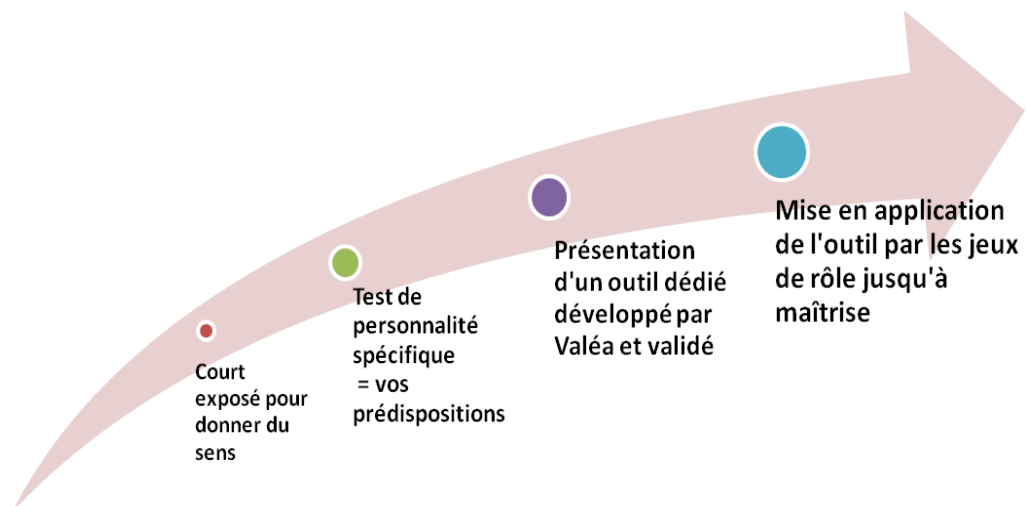 Court
exposé pour
donner du
sens
Test de
personnalité
spécifique
= vos
prédispositions
Présentation
d'un outil dédié
développé par
Valéa et validé
Mise en application
de l'outil par les jeux
de rôle jusqu'à
maîtrise